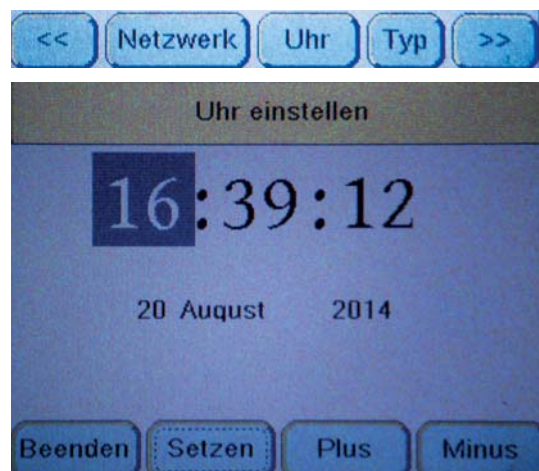 << Netzwerk Uhr Typ >>
Uhr einstellen
16:39:12
20 August 2014
Beenden Setzen Plus Minus